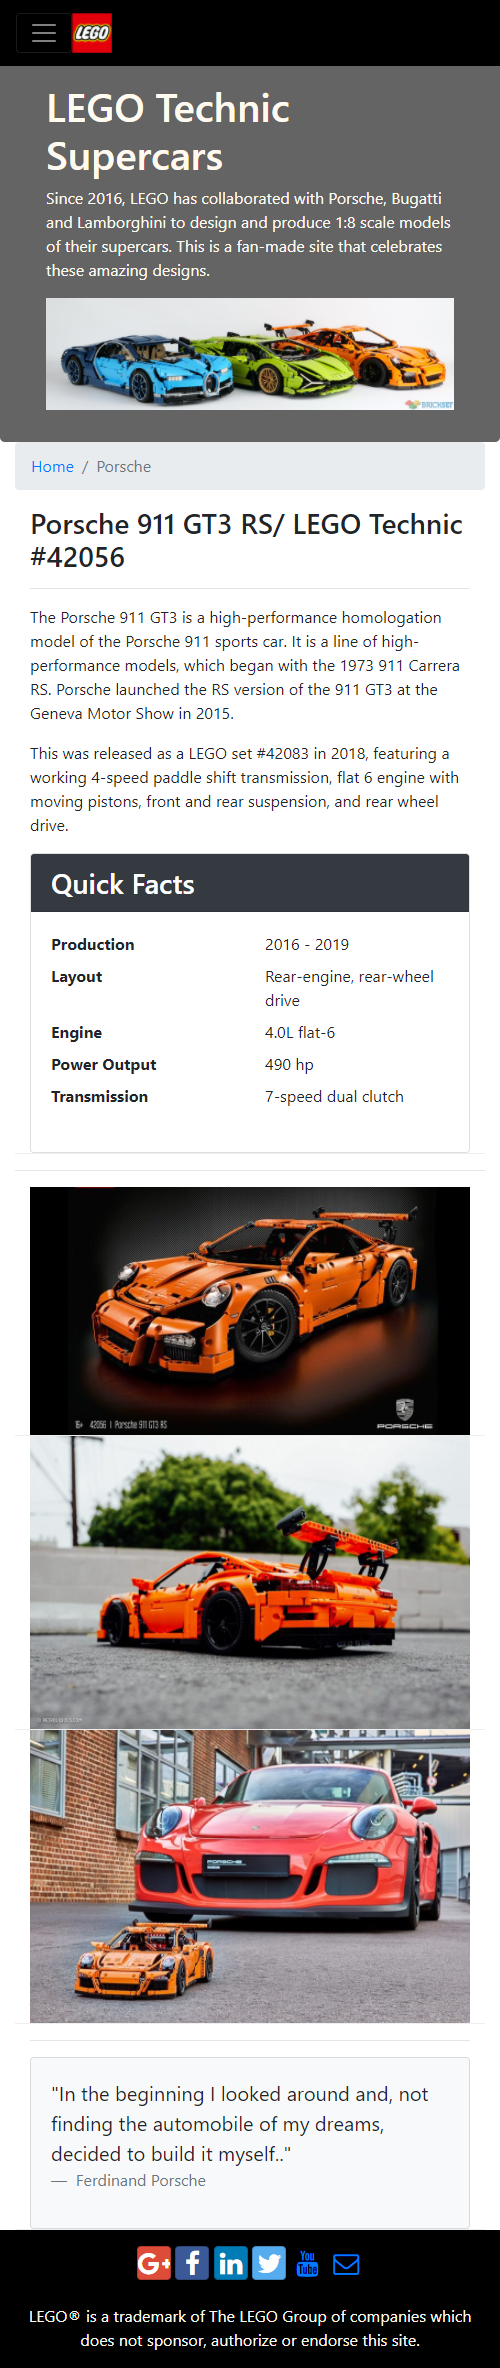 LEGO
LEGO Technic
Supercars
Since 2016, LEGO has collaborated with Porsche, Bugatti
and Lamborghini to design and produce 1:8 scale models
of their supercars. This is a fan-made site that celebrates
these amazing designs.
BRICKSET
Home / Porsche
Porsche 911 GT3 RS/ LEGO Technic
#42056
The Porsche 911 GT3 is a high-performance homologation
model of the Porsche 911 sports car. It is a line of high-
performance models, which began with the 1973 911 Carrera
RS. Porsche launched the RS version of the 911 GT3 at the
Geneva Motor Show in 2015.
This was released as a LEGO set #42083 in 2018, featuring a
working 4-speed paddle shift transmission, flat 6 engine with
moving pistons, front and rear suspension, and rear wheel
drive.
Quick Facts
Production 2016 - 2019
Layout Rear-engine, rear-wheel
drive
Engine 4.0L flat-6
Power Output 490 hp
Transmission 7-speed dual clutch
42056 | Porsche 911 GT3 RS
PORSCHE
PORSCHE
"In the beginning I looked around and, not
finding the automobile of my dreams,
decided to build it myself.."
— Ferdinand Porsche
G+ f in You Tube
LEGO® is a trademark of The LEGO Group of companies which
does not sponsor, authorize or endorse this site.